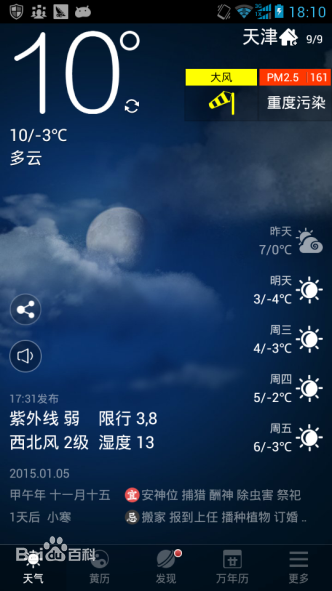 3G
18:10
10°
天津
9/9
大风
PM2.5 161
重度污染
10/-3℃
多云
昨天
7/0℃
明天
3/-4℃
周三
4/-3℃
周四
5/-2℃
周五
6/-3℃
17:31发布
紫外线 弱 限行 3,8
西北风 2级 湿度 13
2015.01.05
甲午年 十一月十五
1天后 小寒
宜 安神位 捕猎 酬神 除虫害 祭祀
忌 搬家 报到上任 播种植物 订婚 ..
Bai du 百科
天气
黄历
发现
万年历
更多